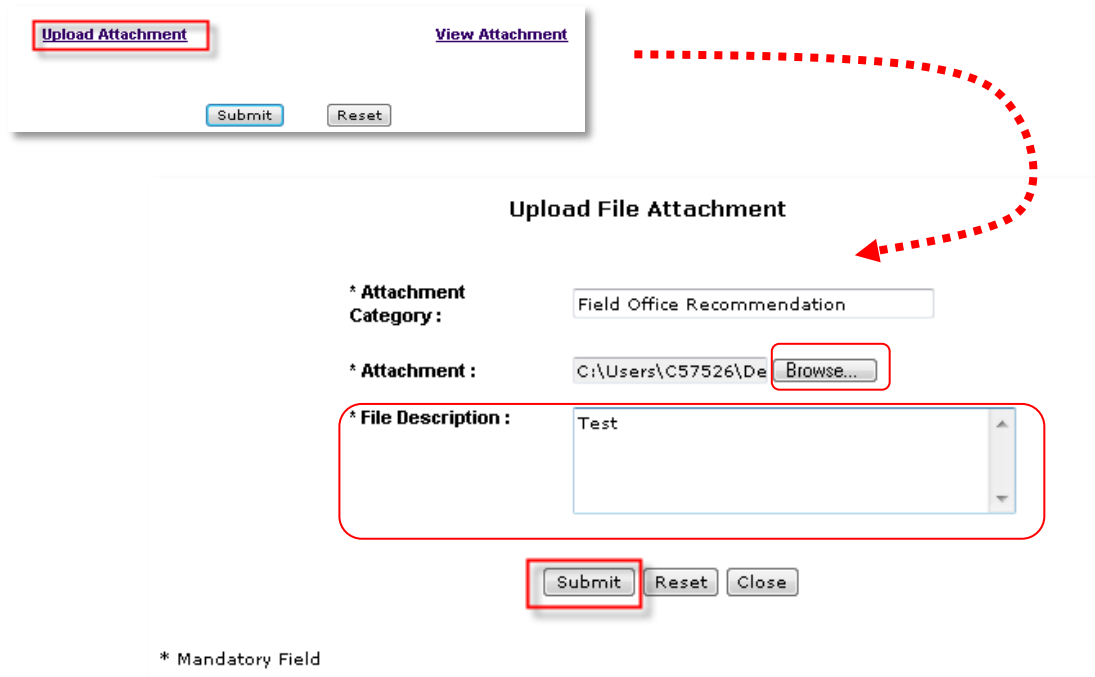 Upload Attachment View Attachment
Submit Reset
Upload File Attachment
* Attachment
Category : Field Office Recommendation
* Attachment : C:\Users\C57526\De Browse...
* File Description : Test
Submit Reset Close
* Mandatory Field